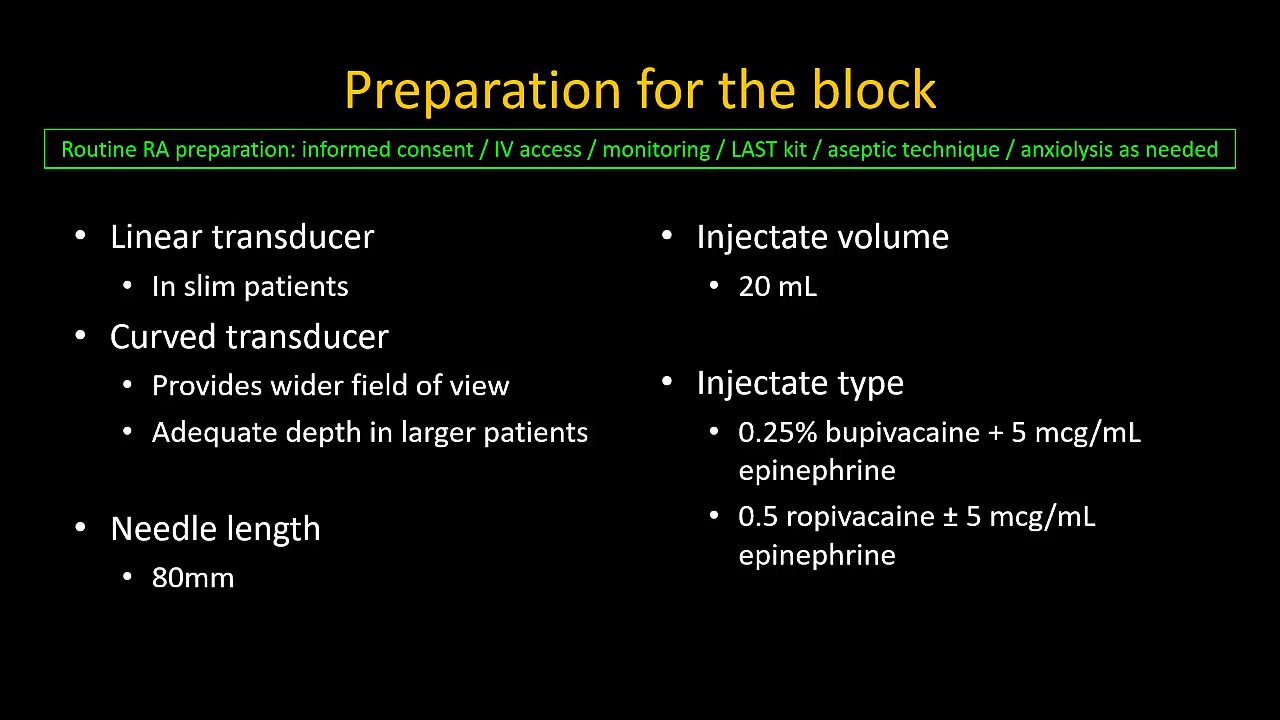 Preparation for the block
Routine RA preparation: informed consent / IV access / monitoring / LAST kit / aseptic technique / anxiolysis as needed
• Linear transducer
• In slim patients
• Curved transducer
• Provides wider field of view
• Adequate depth in larger patients
• Needle length
• 80mm
• Injectate volume
• 20 mL
• Injectate type
• 0.25% bupivacaine + 5 mcg/mL
epinephrine
• 0.5 ropivacaine ± 5 mcg/mL
epinephrine